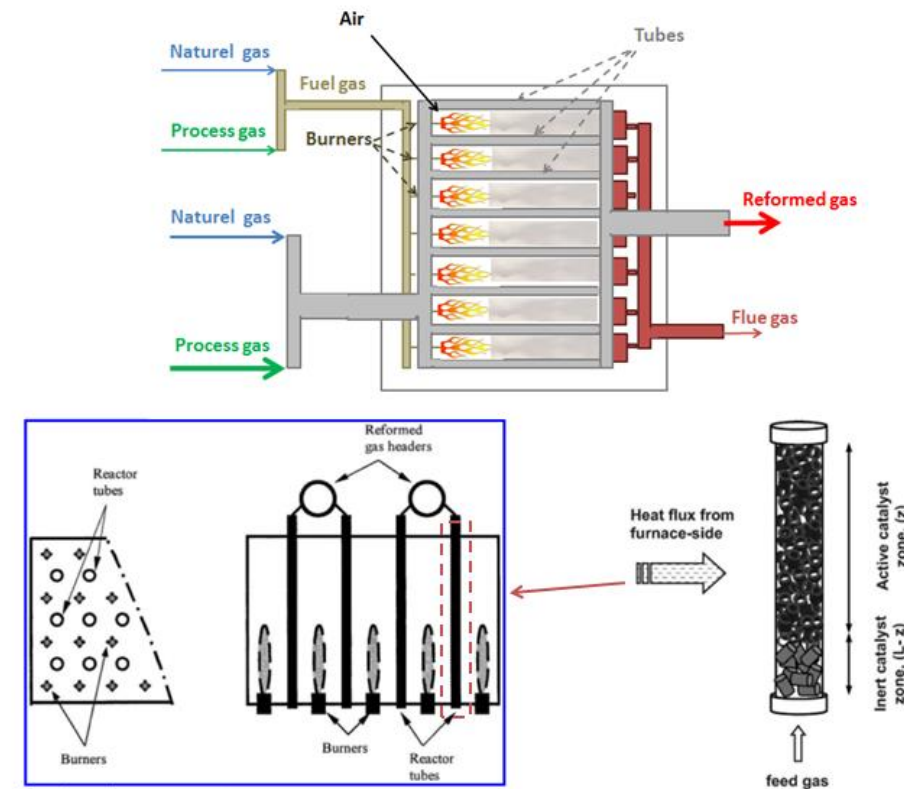 Air
Naturel gas
Tubes
Fuel gas
Process gas
Burners
Naturel gas
Reformed gas
Process gas
Flue gas
Reformed
gas headers
Reactor
tubes
Burners
Burners
Reactor
tubes
Heat flux from
furnace-side
Active catalyst
zone, (z)
Inert catalyst
zone, (L- z)
feed gas